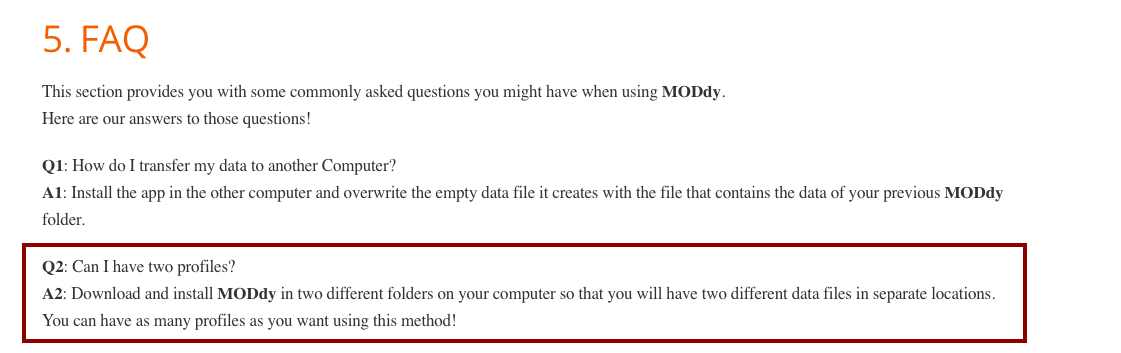 5. FAQ
This section provides you with some commonly asked questions you might have when using MODdy.
Here are our answers to those questions!
Q1: How do I transfer my data to another Computer?
A1: Install the app in the other computer and overwrite the empty data file it creates with the file that contains the data of your previous MODdy
folder.
Q2: Can I have two profiles?
A2: Download and install MODdy in two different folders on your computer so that you will have two different data files in separate locations.
You can have as many profiles as you want using this method!